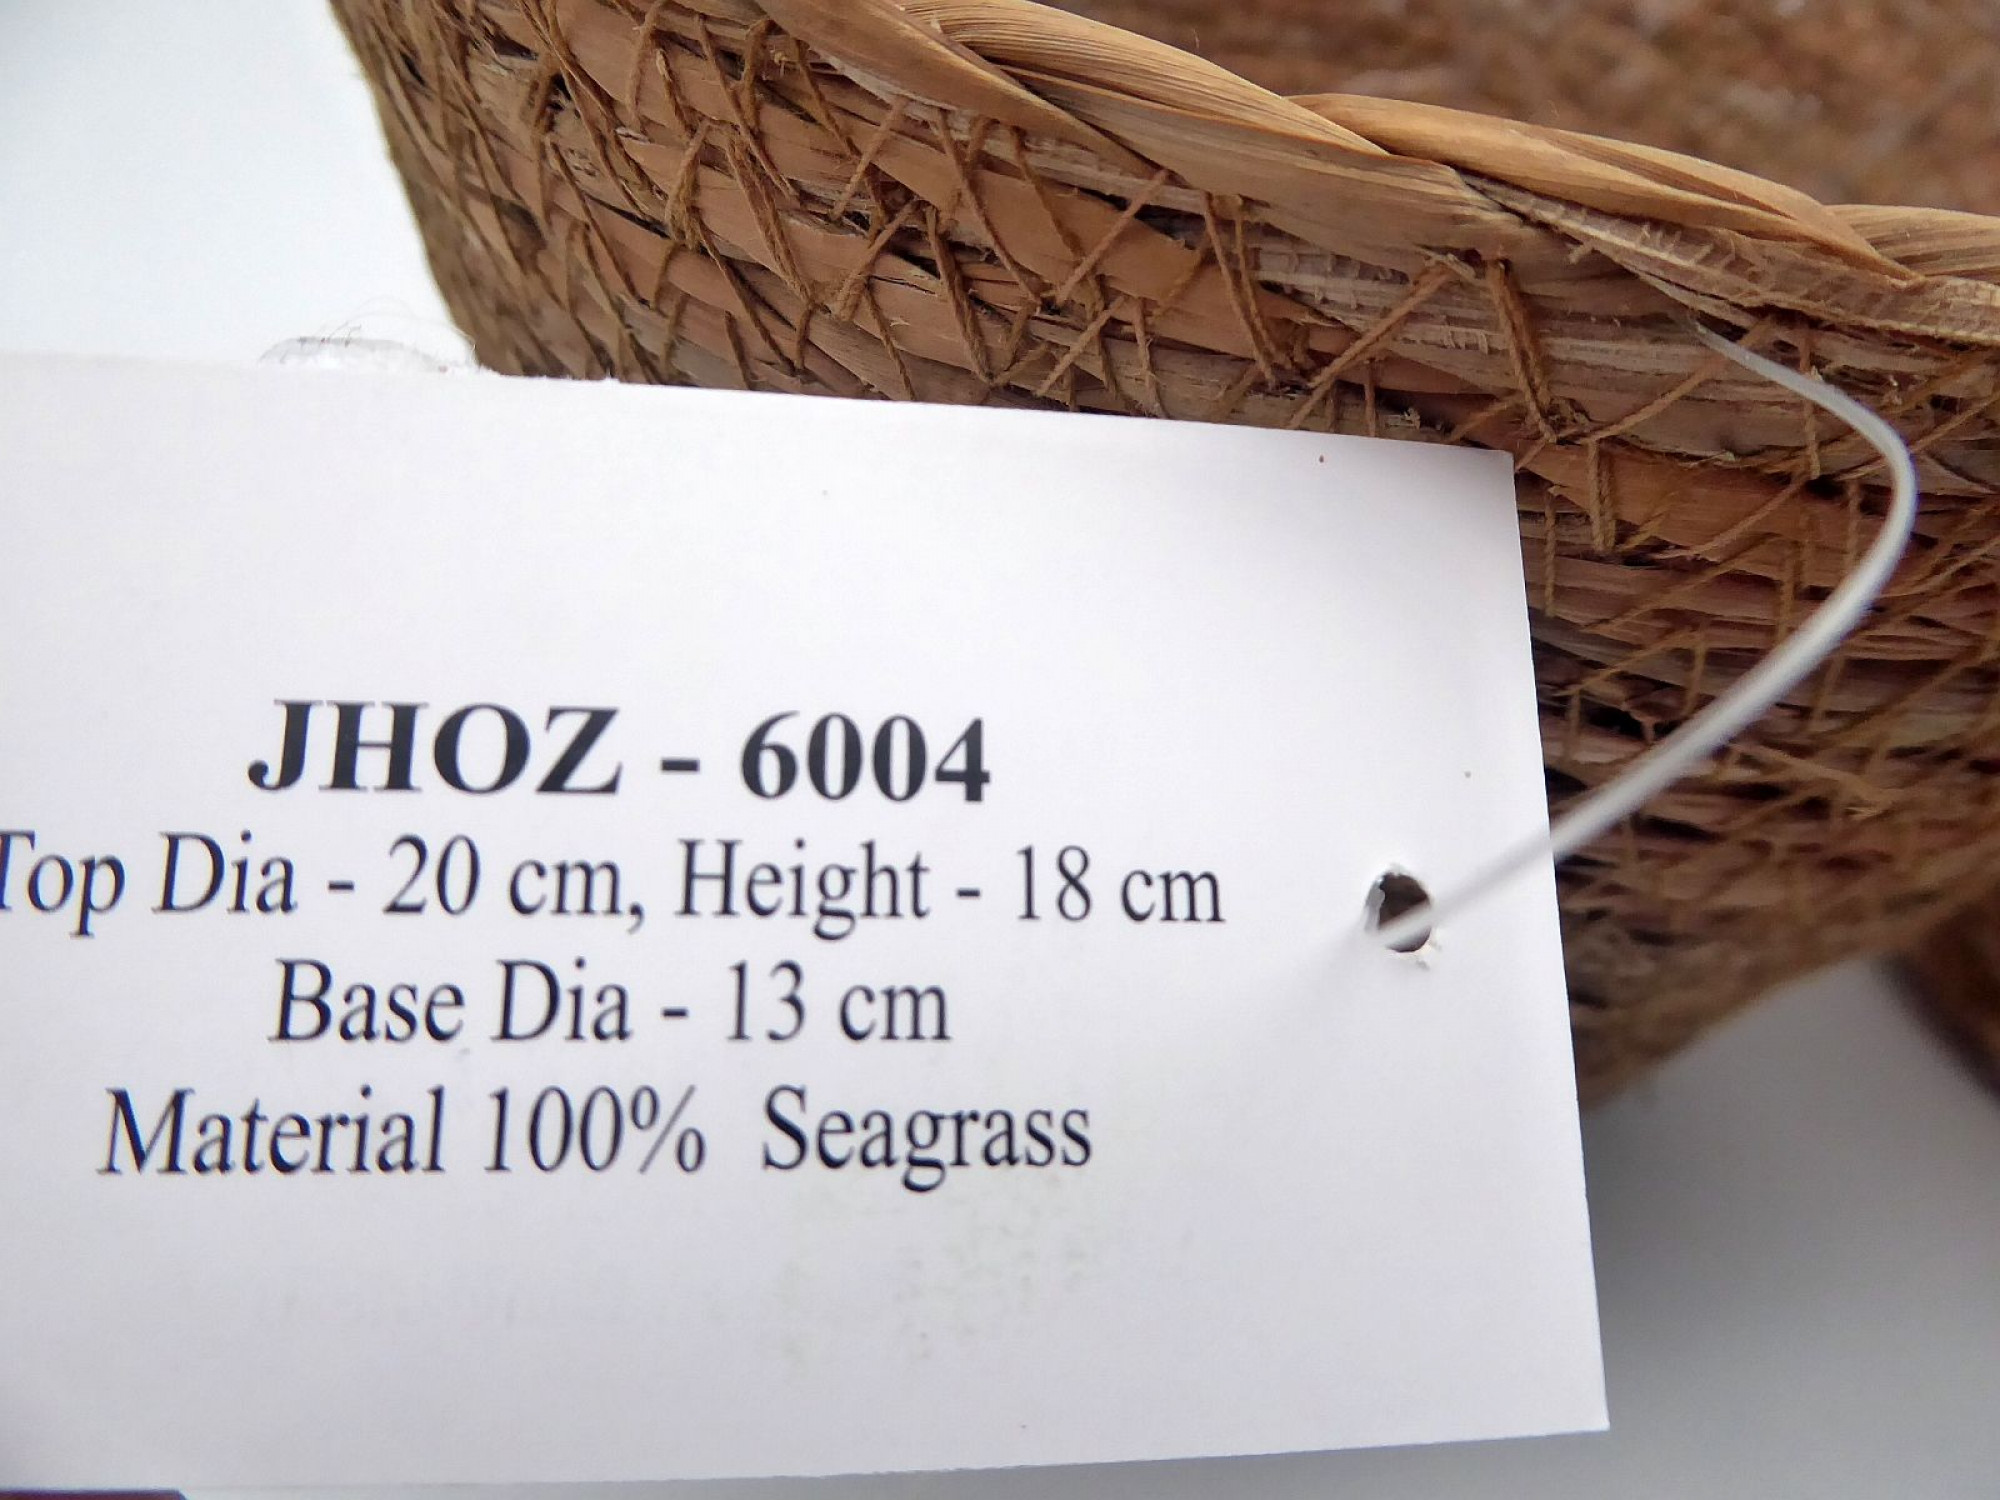 JHOZ - 6004
Top Dia - 20 cm, Height - 18 cm
Base Dia - 13 cm
Material 100% Seagrass